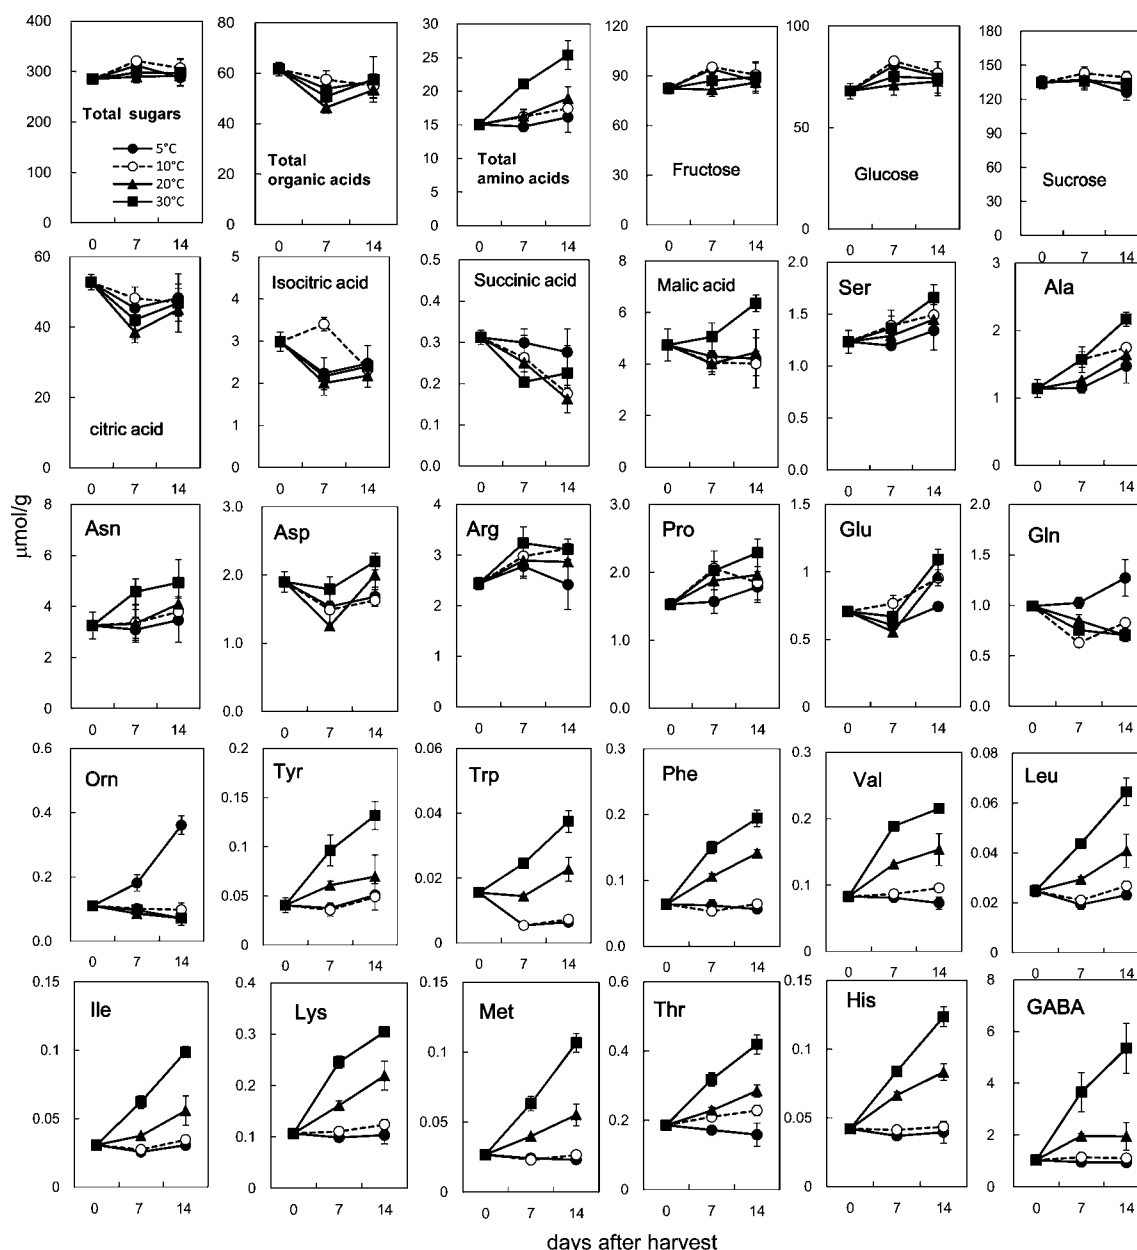 400
300
200
100
0
Total sugars
5°C
10°C
20°C
30°C
0 7 14
80
60
40
20
0
Total
organic acids
0 7 14
30
25
20
15
10
5
0
Total
amino acids
0 7 14
120
90
60
30
0
Fructose
0 7 14
100
50
0
Glucose
0 7 14
180
150
120
90
60
30
0
Sucrose
0 7 14
60
40
20
0
citric acid
0 7 14
5
4
3
2
1
0
Isocitric acid
0 7 14
0.5
0.4
0.3
0.2
0.1
0.0
Succinic acid
0 7 14
8
6
4
2
0
Malic acid
0 7 14
2.0
1.5
1.0
0.5
0.0
Ser
0 7 14
3
2
1
0
Ala
0 7 14
μmol/g
8
6
4
2
0
Asn
0 7 14
3.0
2.0
1.0
0.0
Asp
0 7 14
4
3
2
1
0
Arg
0 7 14
3.0
2.0
1.0
0.0
Pro
0 7 14
1.5
1.0
0.5
0
Glu
0 7 14
2.0
1.5
1.0
0.5
0.0
Gln
0 7 14
0.6
0.4
0.2
0.0
Orn
0 7 14
0.2
0.15
0.1
0.05
0
Tyr
0 7 14
0.06
0.04
0.02
0
Trp
0 7 14
0.3
0.2
0.1
0.0
Phe
0 7 14
0.3
0.2
0.1
0
Val
0 7 14
0.08
0.06
0.04
0.02
0
Leu
0 7 14
0.15
0.1
0.05
0
Ile
0 7 14
0.4
0.3
0.2
0.1
0
Lys
0 7 14
0.15
0.1
0.05
0
Met
0 7 14
0.6
0.4
0.2
0.0
Thr
0 7 14
0.15
0.1
0.05
0
His
0 7 14
8
6
4
2
0
GABA
0 7 14
days after harvest